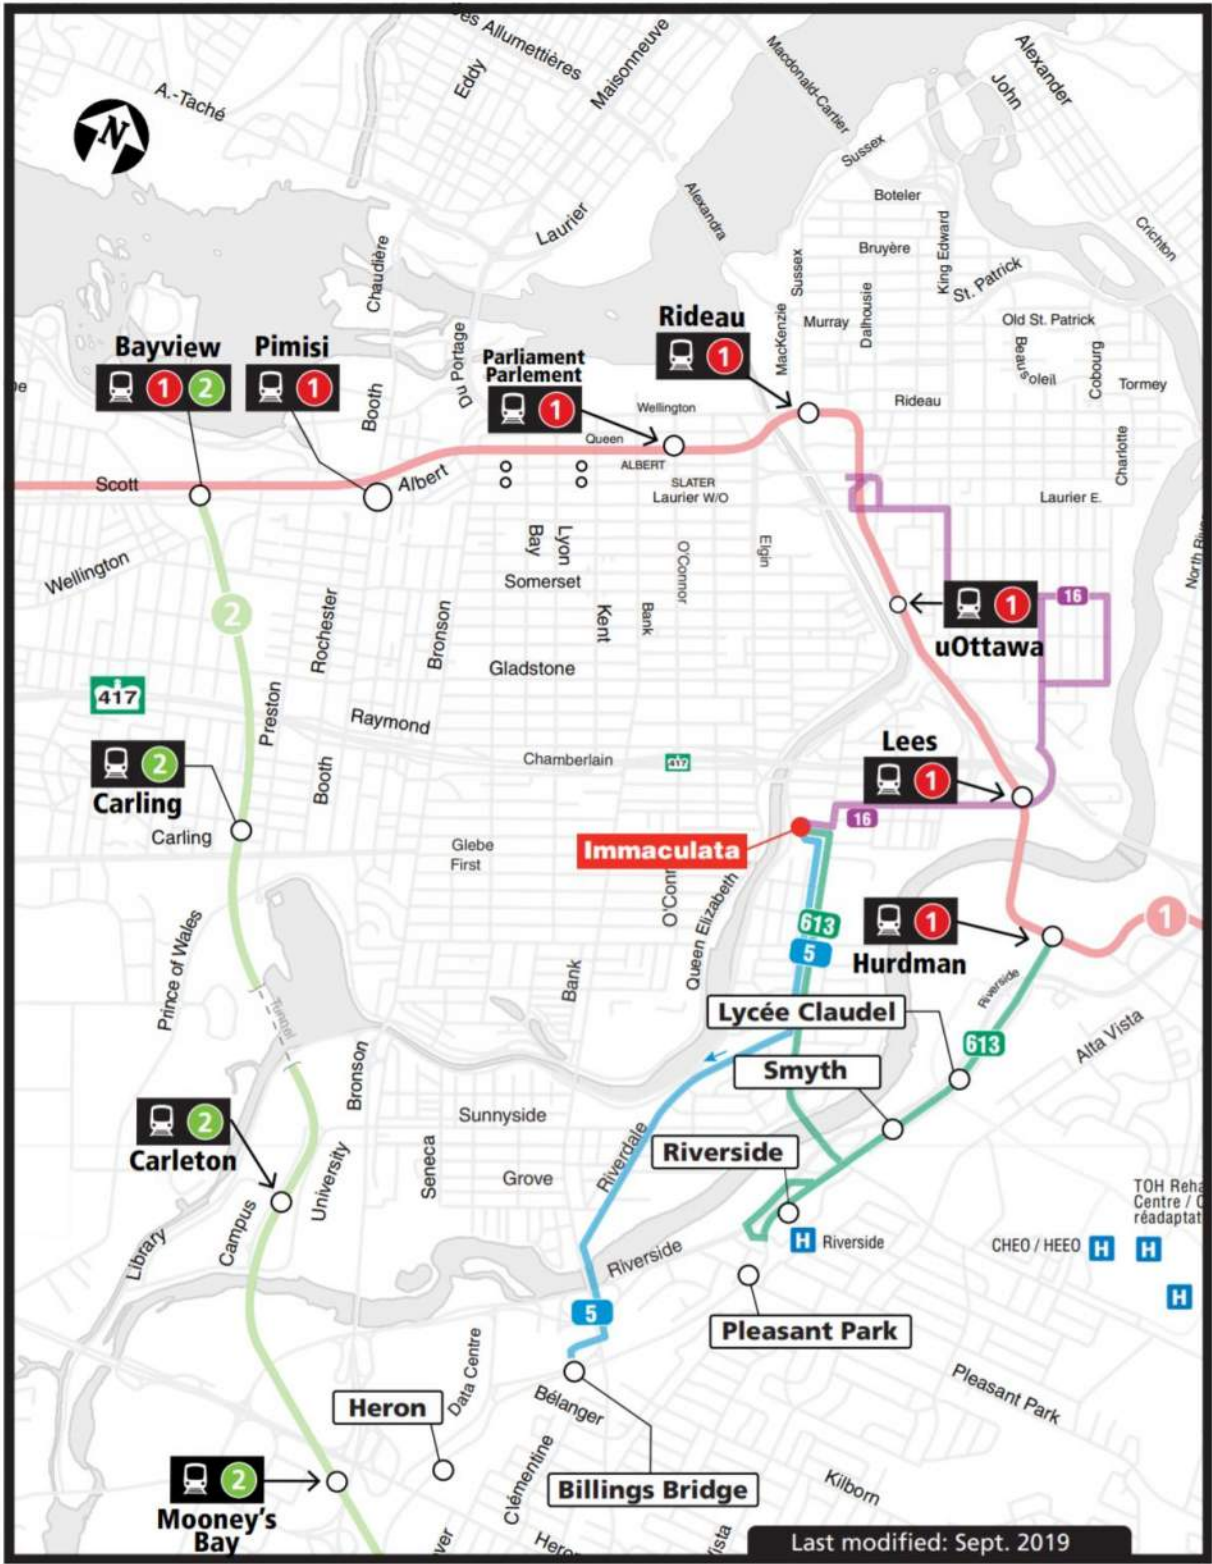 des Allumettières
Eddy
Maisonneuve
Macdonald-Cartier
Alexander
John
A.-Taché
N
Sussex
Boteler
Alexandra
Laurier
Chaudière
Bruyère
King Edward
Crichton
Sussex
St. Patrick
Dalhousie
MacKenzie
Murray
Old St. Patrick
Beausoleil
Cobourg
Tormey
Rideau
1
Bayview
1 2
Pimisi
1
Du Portage
Booth
Parliament
Parlement
1
Wellington
Rideau
Queen
Charlotte
Scott
Albert
ALBERT
SLATER
Laurier W/O
Laurier E.
Bay
Lyon
Elgin
O'Connor
Wellington
Somerset
2
Rochester
Bronson
Kent
Bank
1
uOttawa
16
Gladstone
417
Preston
Raymond
Chamberlain
417
Lees
1
2
Carling
Booth
Carling
16
Glebe
First
Immaculata
Queen Elizabeth
613
5
1
Hurdman
1
Prince of Wales
Bank
Riverside
Tunnel
Lycée Claudel
613
Alta Vista
Bronson
Smyth
2
Carleton
Sunnyside
Seneca
Riverdale
Riverside
University
Grove
Campus
Library
TOH Reha
Centre / C
réadaptat
H Riverside
CHEO / HEEO H H
H
Riverside
5
Pleasant Park
Data Centre
Heron
Bélanger
Pleasant Park
Clémentine
Billings Bridge
Kilborn
2
Mooney's
Bay
Last modified: Sept. 2019